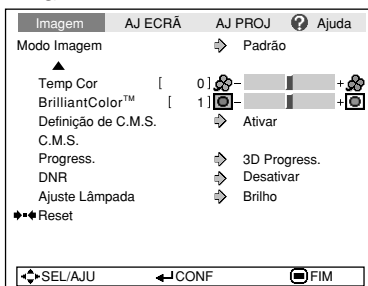 Imagem AJ ECRÃ AJ PROJ ? Ajuda
Modo Imagem Padrão
Temp Cor [ 0 ] - +
BrilliantColor™ [ 1 ] - +
Definição de C.M.S. Ativar
C.M.S.
Progress. 3D Progress.
DNR Desativar
Ajuste Lâmpada Brilho
Reset
SEL/AJU CONF FIM